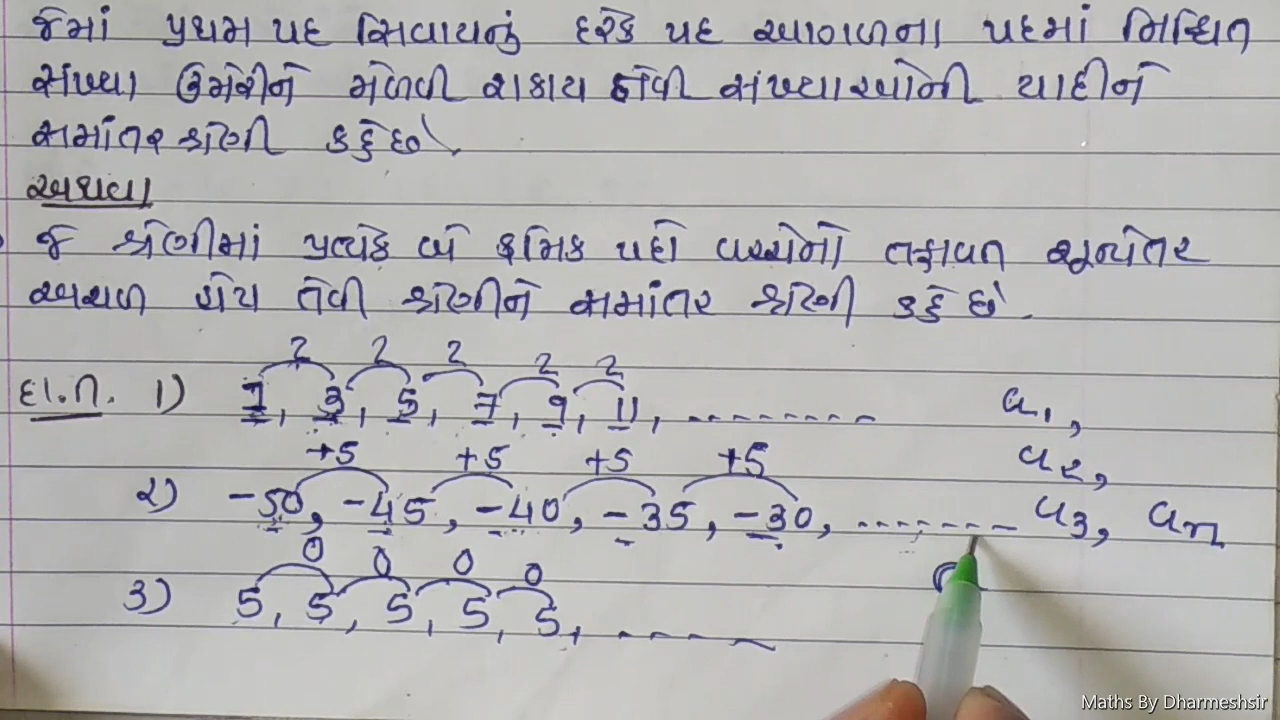 જેમાં પ્રથમ પદ સિવાયનું દરેક પદ આગળના પદમાં નિશ્ચિત
સંખ્યા ઉમેરીને મેળવી શકાય તેવી સંખ્યાઓની યાદીને
સમાંતર શ્રેણી કહે છે.
અથવા
જે શ્રેણીમાં પ્રત્યેક બે ક્રમિક પદો વચ્ચેનો તફાવત શૂન્યેતર
અચળ હોય તેવી શ્રેણીને સમાંતર શ્રેણી કહે છે.
2 2 2 2 2
દા.ત. 1) 1, 3, 5, 7, 9, 11, -------- a1,
+5 +5 +5 +5 a2,
2) -50, -45, -40, -35, -30, ------- a3, an
0 0 0 0
3) 5, 5, 5, 5, 5, ----
Maths By Dharmeshsir